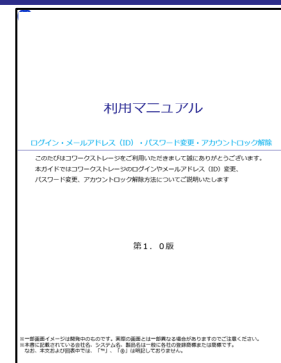 利用マニュアル
ログイン・メールアドレス（ID）・パスワード変更・アカウントロック解除
このたびはコワークストレージをご利用いただきまして誠にありがとうございます。
本ガイドではコワークストレージのログインやメールアドレス（ID）変更、
パスワード変更、アカウントロック解除方法についてご説明いたします
第1．0版
※一部画面イメージは開発中のものです。実際の画面とは一部異なる場合がありますのでご注意ください。
※本書に記載されている会社名、システム名、製品名は一般に各社の登録商標または商標です。
なお、本文および図表中では、「™」、「®」は明記しておりません。